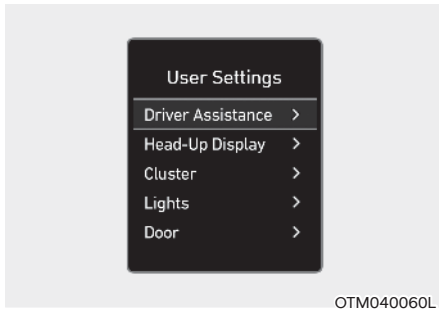 User Settings
Driver Assistance >
Head-Up Display >
Cluster >
Lights >
Door >
OTM040060L